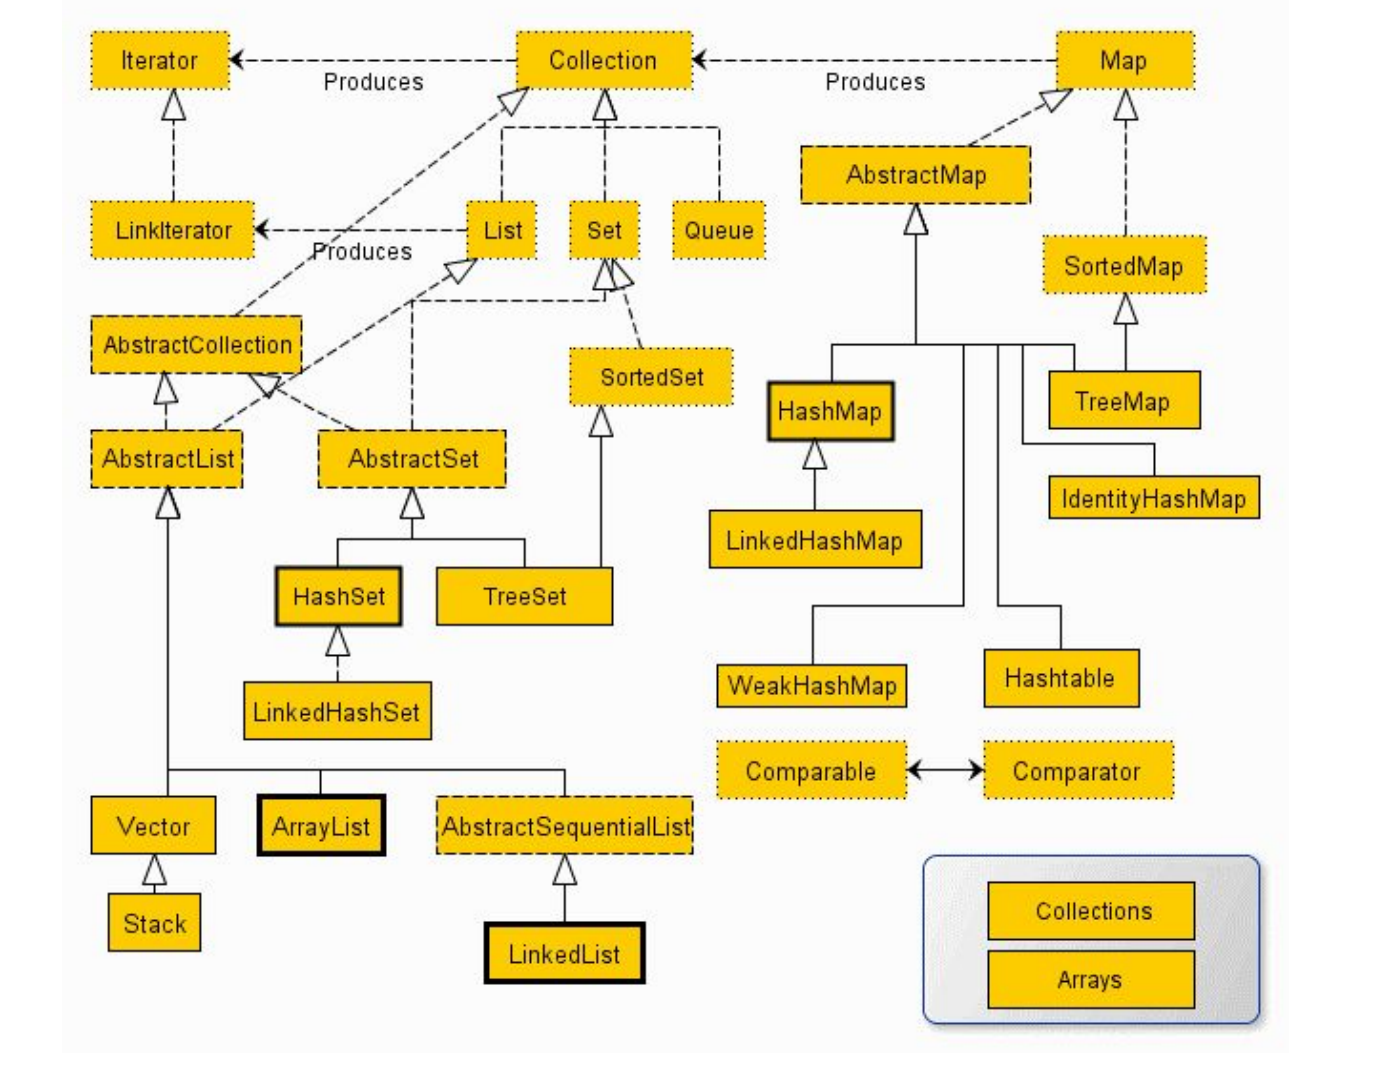 Iterator
Produces
Collection
Produces
Map
AbstractMap
LinkIterator
Produces
List
Set
Queue
SortedMap
AbstractCollection
SortedSet
HashMap
TreeMap
AbstractList
AbstractSet
IdentityHashMap
LinkedHashMap
HashSet
TreeSet
WeakHashMap
Hashtable
LinkedHashSet
Comparable
Comparator
Vector
ArrayList
AbstractSequentialList
Stack
LinkedList
Collections
Arrays